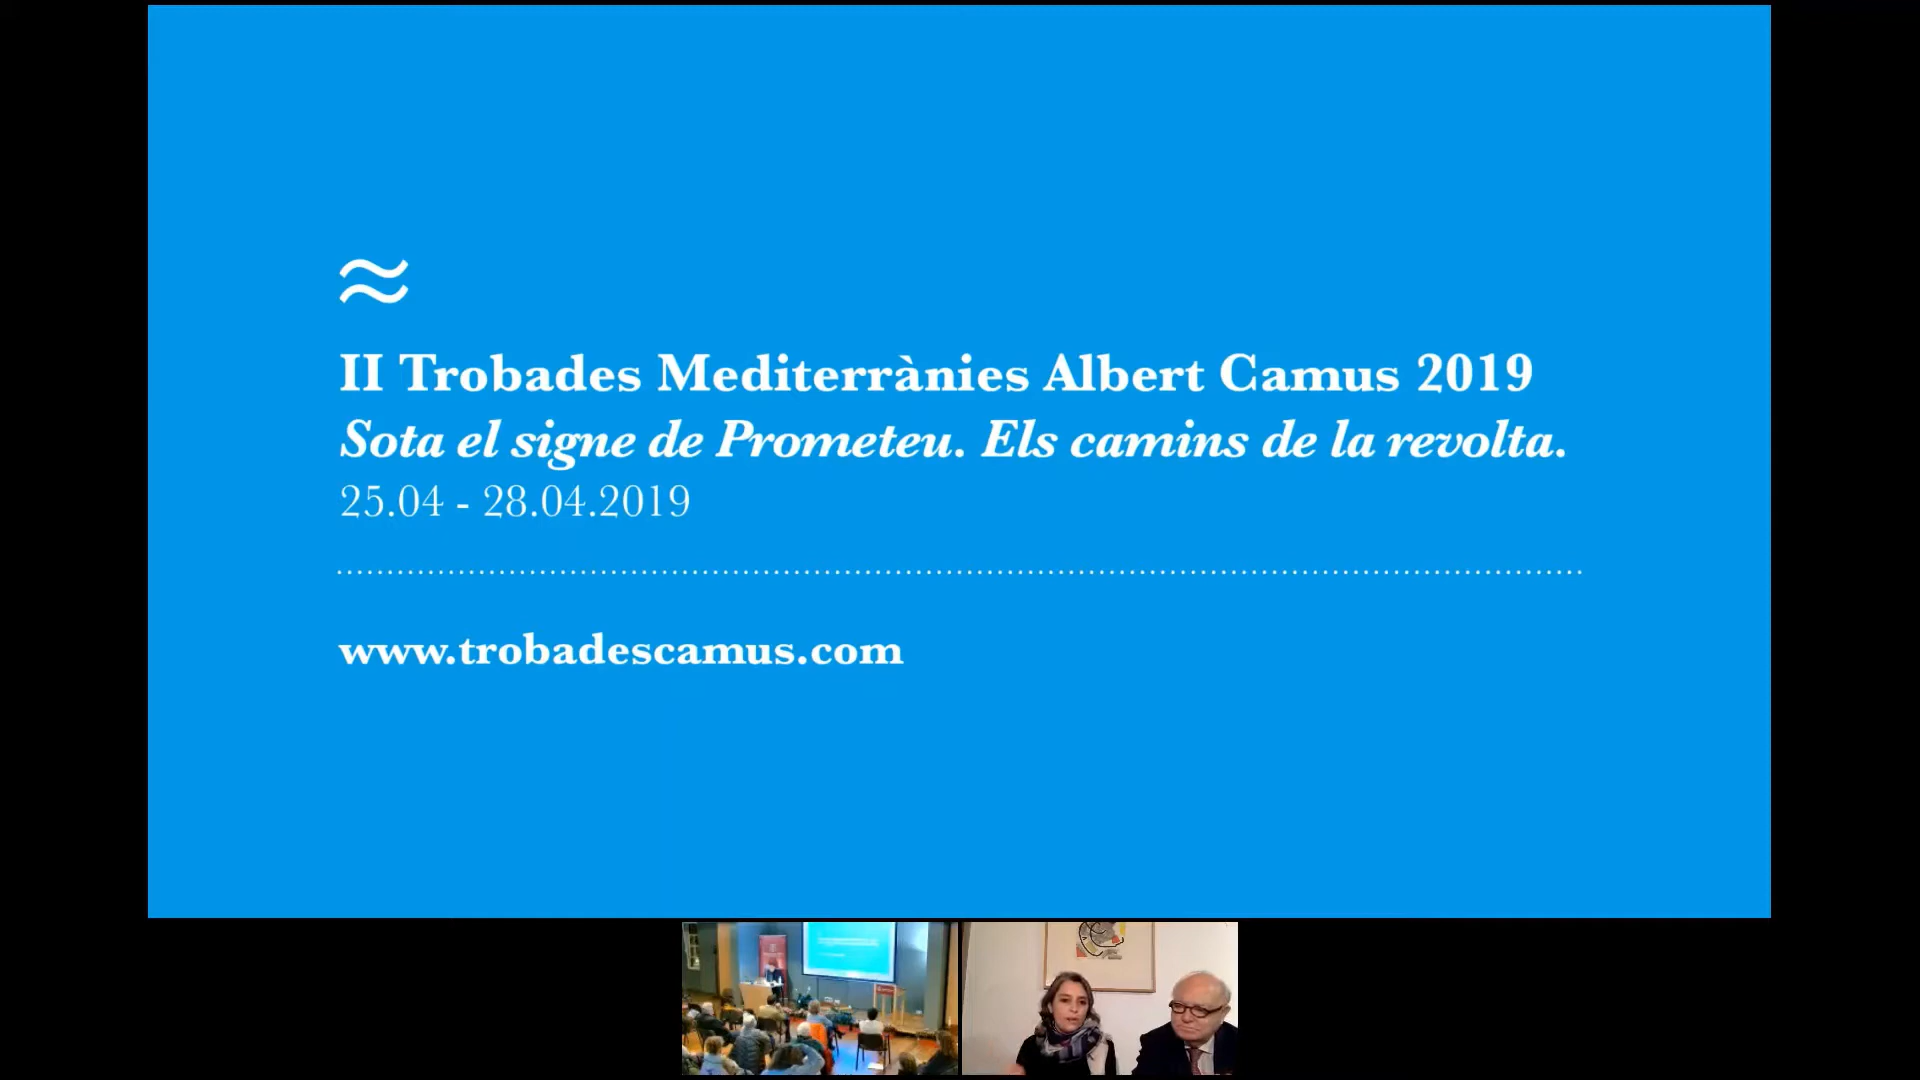 II Trobades Mediterrànies Albert Camus 2019
Sota el signe de Prometeu. Els camins de la revolta.
25.04 - 28.04.2019
www.trobadescamus.com